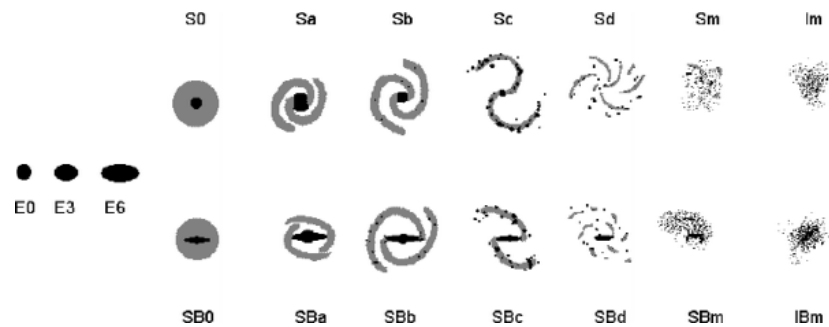 S0 Sa Sb Sc Sd Sm Im
E0 E3 E6
SB0 SBa SBb SBc SBd SBm IBm